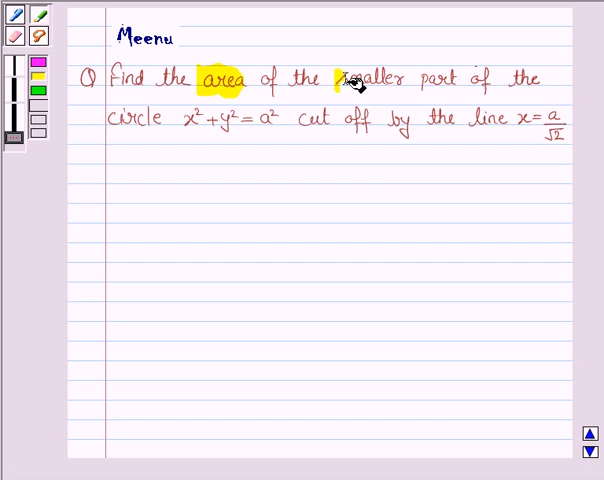 Meenu
Q Find the area of the smaller part of the
circle x² + y² = a² cut off by the line x = a/√2